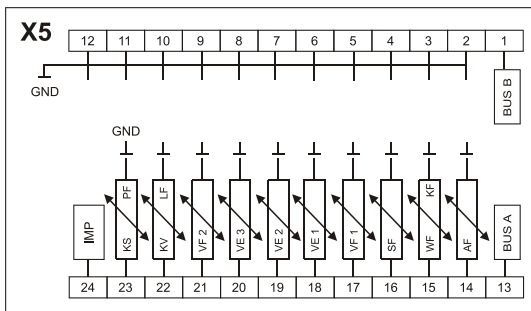 X5
12 11 10 9 8 7 6 5 4 3 2 1
GND
BUS B
GND
PF LF KF
IMP KS KV VF 2 VE 3 VE 2 VE 1 VF 1 SF WF AF BUS A
24 23 22 21 20 19 18 17 16 15 14 13